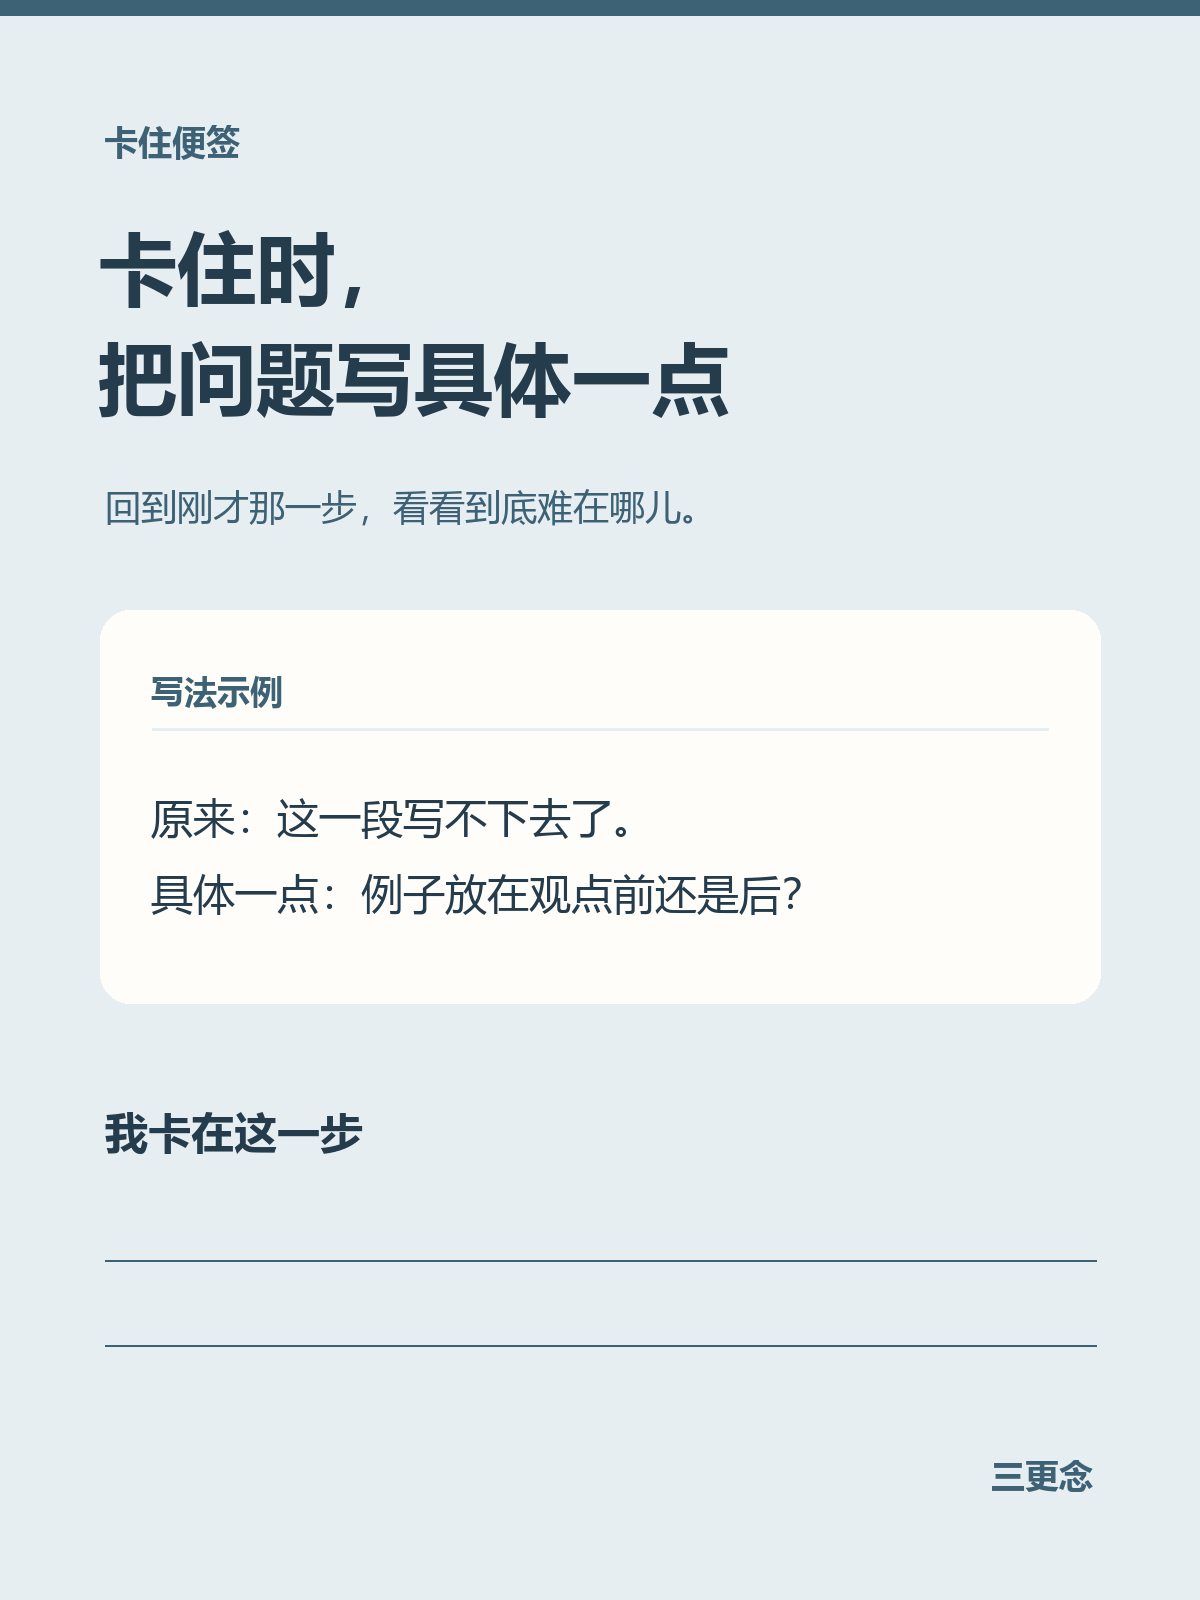 卡住便签
卡住时，
把问题写具体一点
回到刚才那一步，看看到底难在哪儿。
写法示例
原来：这一段写不下去了。
具体一点：例子放在观点前还是后？
我卡在这一步
三更念